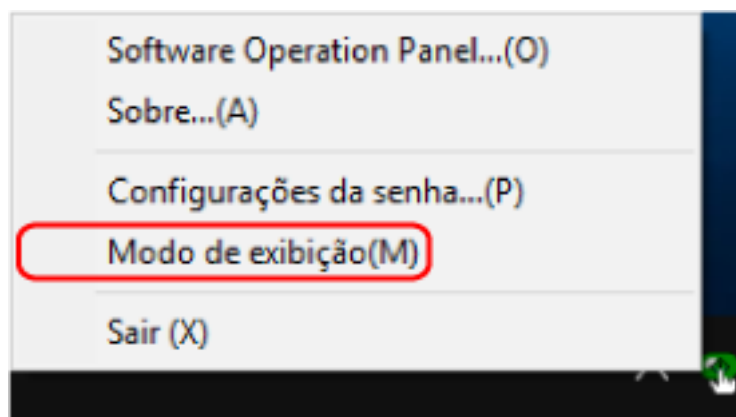 Software Operation Panel...(O)
Sobre...(A)
Configurações da senha...(P)
Modo de exibição(M)
Sair (X)